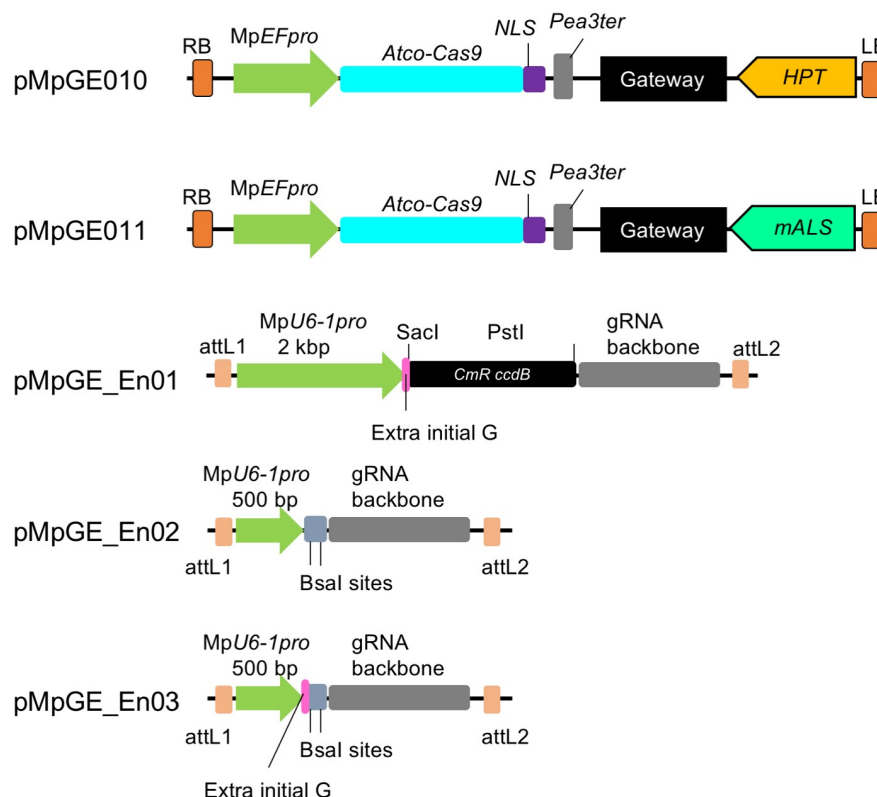 pMpGE010
RB
MpEFpro
Atco-Cas9
NLS
Pea3ter
Gateway
HPT
pMpGE011
RB
MpEFpro
Atco-Cas9
NLS
Pea3ter
Gateway
mALS
pMpGE_En01
attL1
MpU6-1pro
2 kbp
SacI
PstI
CmR ccdB
gRNA
backbone
attL2
Extra initial G
pMpGE_En02
MpU6-1pro
500 bp
gRNA
backbone
attL1
BsaI sites
attL2
pMpGE_En03
MpU6-1pro
500 bp
gRNA
backbone
attL1
BsaI sites
attL2
Extra initial G